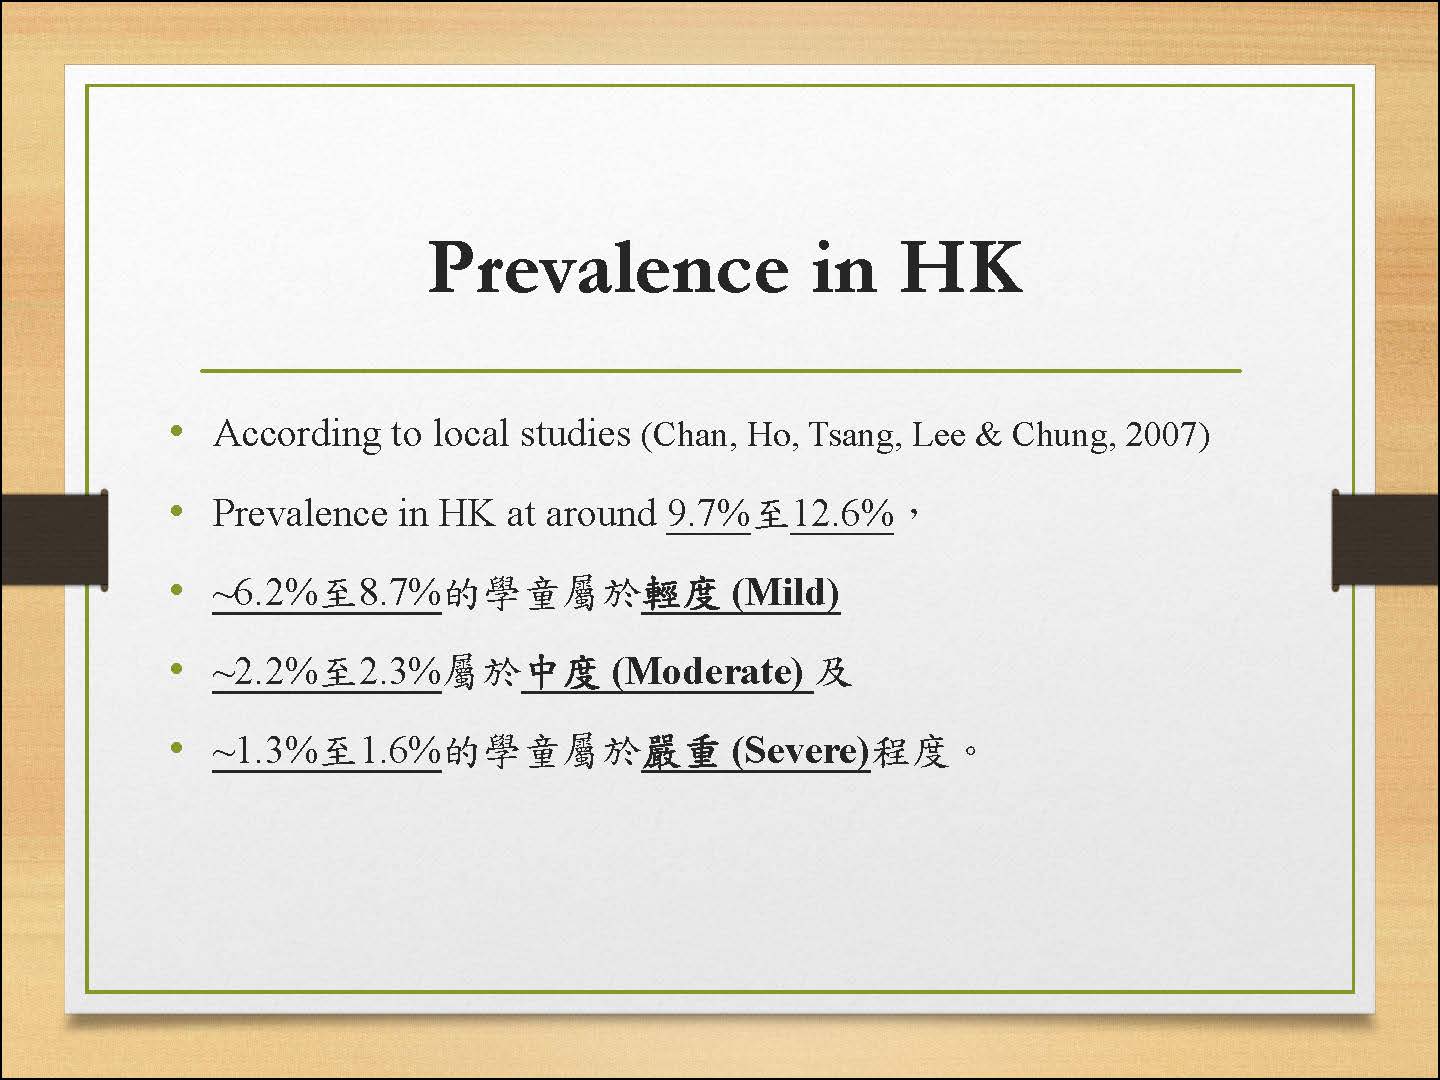 Prevalence in HK
• According to local studies (Chan, Ho, Tsang, Lee & Chung, 2007)
• Prevalence in HK at around 9.7%至12.6%，
• ~6.2%至8.7%的學童屬於輕度 (Mild)
• ~2.2%至2.3%屬於中度 (Moderate) 及
• ~1.3%至1.6%的學童屬於嚴重 (Severe)程度。